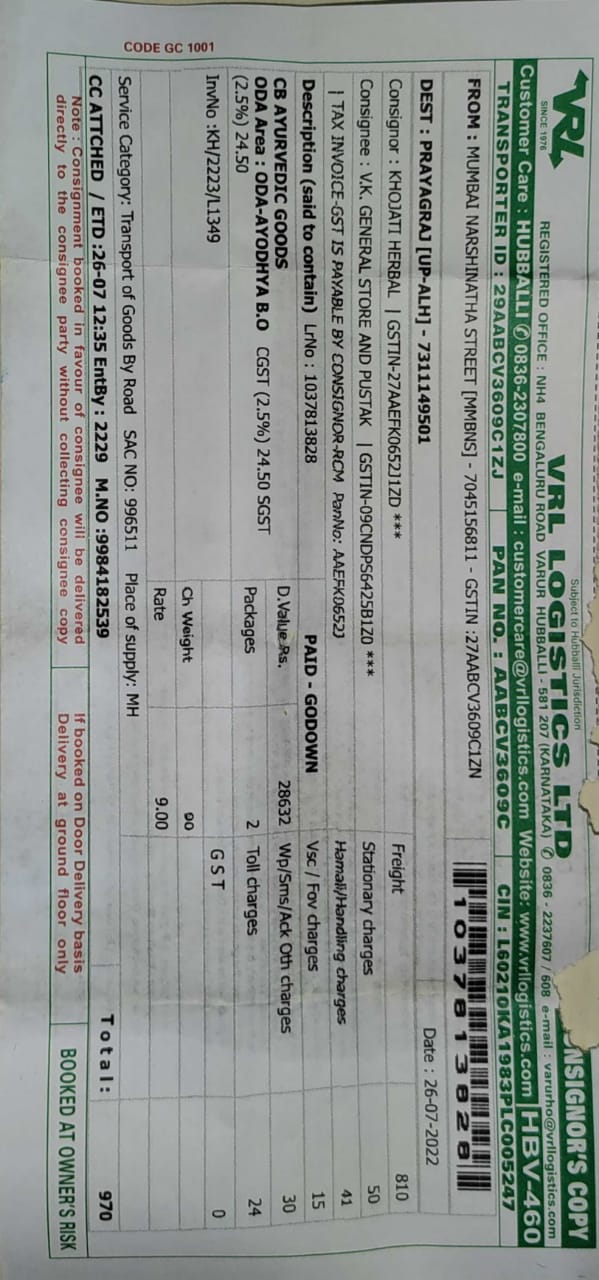 CONSIGNOR'S COPY
Subject to Hubballi Jurisdiction
VRL
SINCE 1976
VRL LOGISTICS LTD
HBV-460
REGISTERED OFFICE : NH4 BENGALURU ROAD VARUR HUBBALLI - 581 207 (KARNATAKA) ✆ 0836 - 2237607 / 608 e-mail : varurho@vrllogistics.com
Customer Care : HUBBALLI ✆ 0836-2307800 e-mail : customercare@vrllogistics.com Website: www.vrllogistics.com
TRANSPORTER ID : 29AABCV3609C1ZJ PAN NO. : AABCV3609C CIN : L60210KA1983PLC005247
FROM : MUMBAI NARSHINATHA STREET [MMBNS] - 7045156811 - GSTIN :27AABCV3609C1ZN
1037813828
DEST : PRAYAGRAJ [UP-ALH] - 7311149501
Date : 26-07-2022
Consignor : KHOJATI HERBAL | GSTIN-27AAEFK0652J1ZD ***
Freight 810
Consignee : V.K. GENERAL STORE AND PUSTAK | GSTIN-09CNDPS6425B1Z0 ***
Stationary charges 50
| TAX INVOICE-GST IS PAYABLE BY CONSIGNOR-RCM PanNo: AAEFK0652J
Hamali/Handling charges 41
Description (said to contain) LrNo : 1037813828 PAID - GODOWN
Vsc / Fov charges 15
CB AYURVEDIC GOODS
D.Value Rs. 28632 Wp/Sms/Ack Oth charges 30
ODA Area : ODA-AYODHYA B.O CGST (2.5%) 24.50 SGST
(2.5%) 24.50
Packages 2 Toll charges 24
InvNo :KH/2223/L1349
G S T 0
Ch Weight 90
Rate 9.00
Service Category: Transport of Goods By Road SAC NO: 996511 Place of supply: MH
CC ATTCHED / ETD :26-07 12:35 EntBy : 2229 M.NO :9984182539
Total: 970
Note : Consignment booked in favour of consignee will be delivered
directly to the consignee party without collecting consignee copy
If booked on Door Delivery basis
Delivery at ground floor only
BOOKED AT OWNER'S RISK
CODE GC 1001